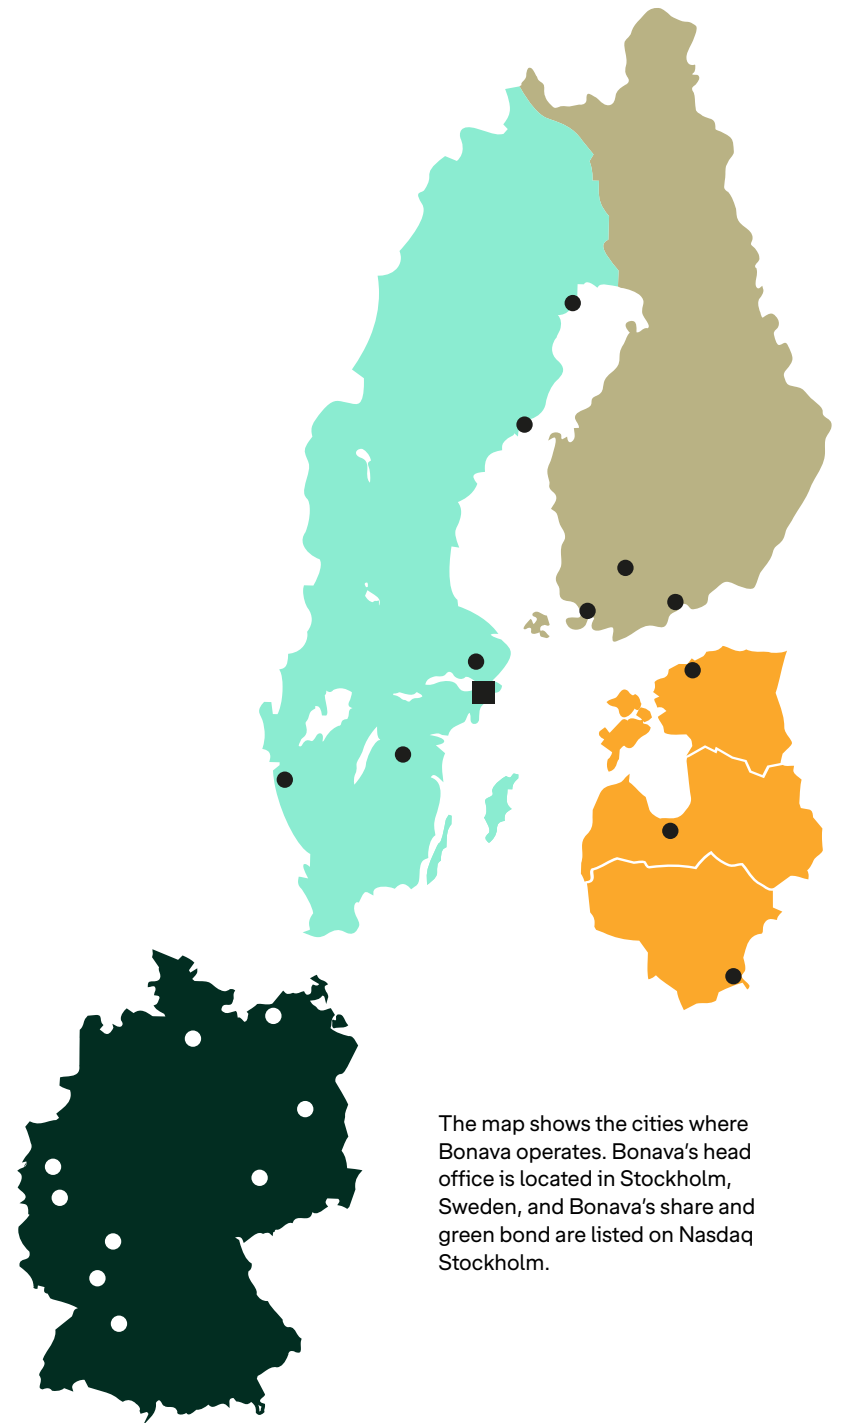 The map shows the cities where
Bonava operates. Bonava’s head
office is located in Stockholm,
Sweden, and Bonava’s share and
green bond are listed on Nasdaq
Stockholm.